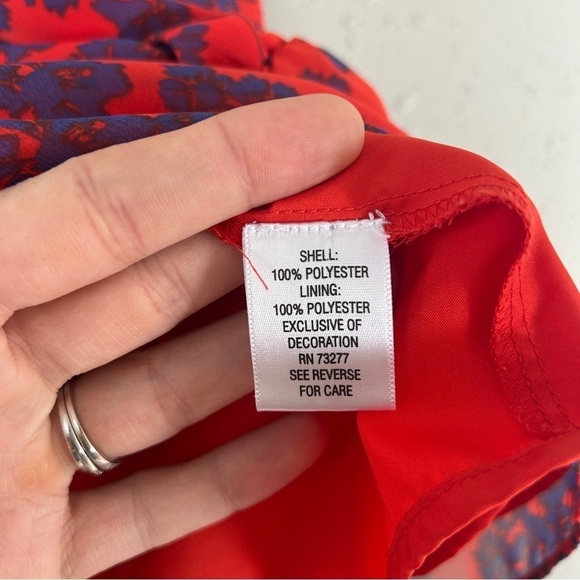 SHELL:
100% POLYESTER
LINING:
100% POLYESTER
EXCLUSIVE OF
DECORATION
RN 73277
SEE REVERSE
FOR CARE